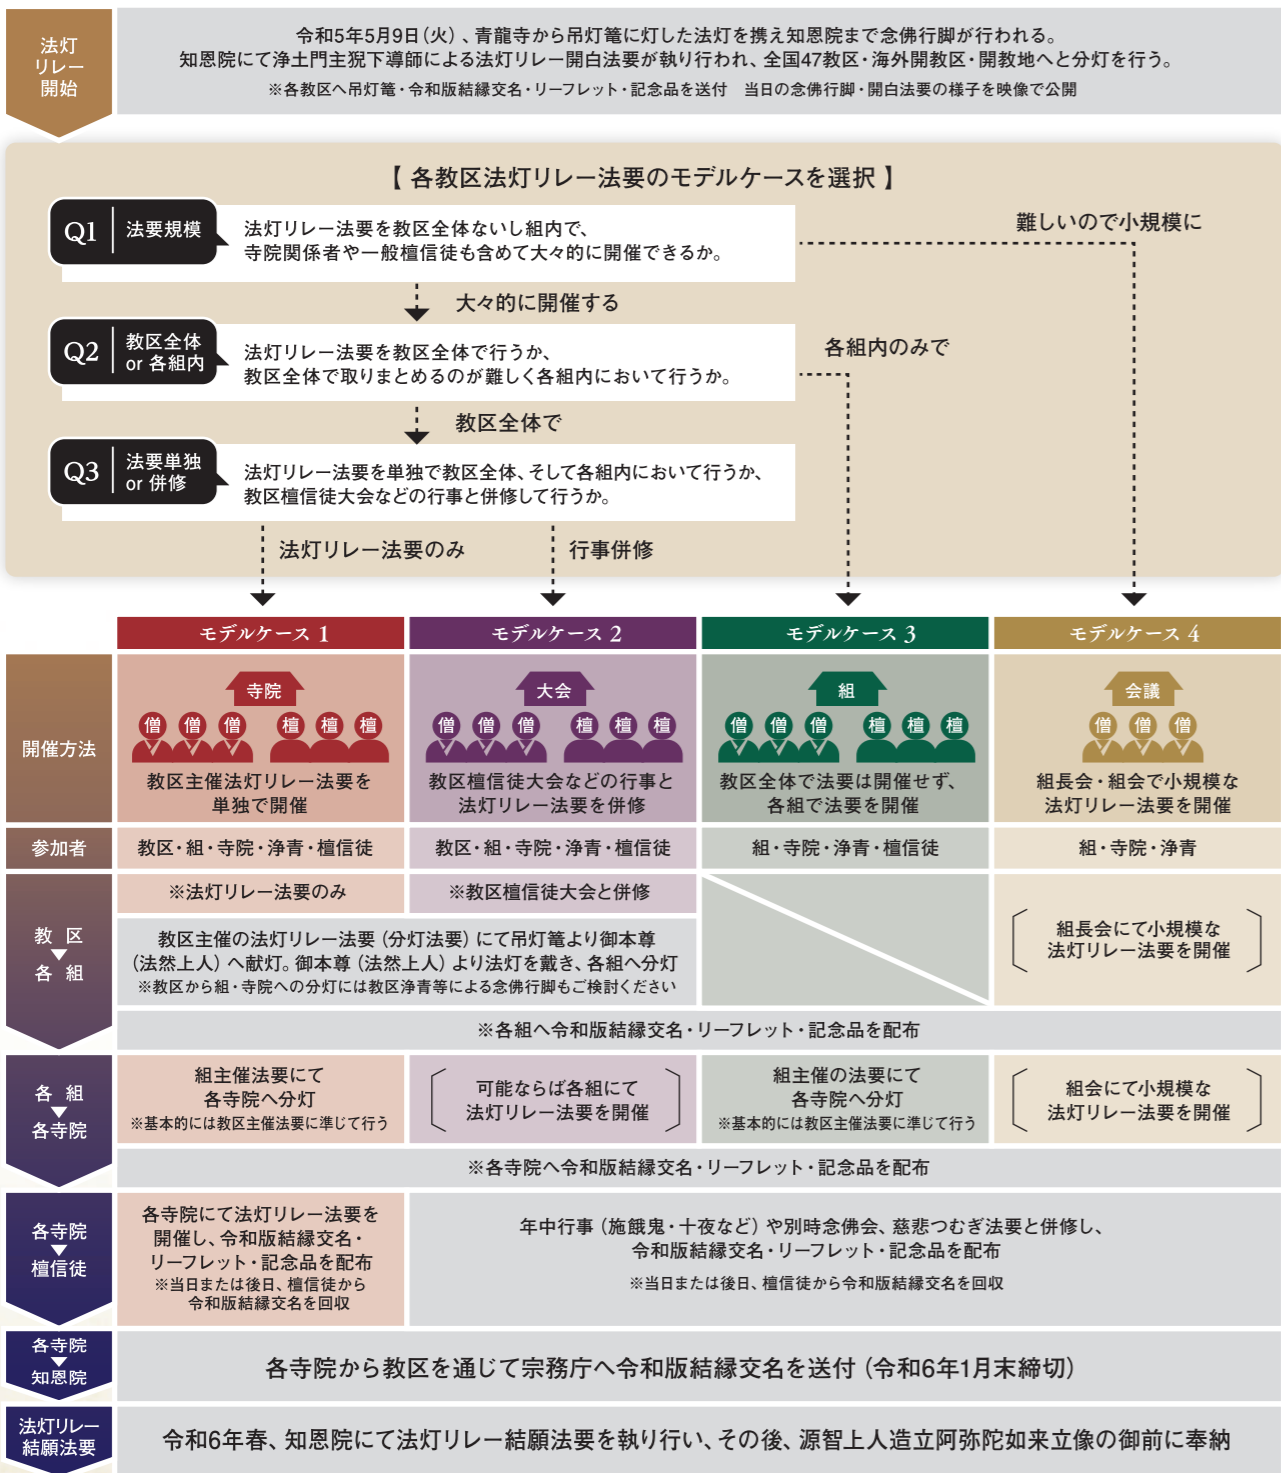 法灯
リレー
開始
令和5年5月9日(火)、青龍寺から吊灯篭に灯した法灯を携え知恩院まで念佛行脚が行われる。
知恩院にて浄土門主猊下導師による法灯リレー開白法要が執り行われ、全国47教区・海外開教区・開教地へと分灯を行う。
※各教区へ吊灯篭・令和版結縁交名・リーフレット・記念品を送付　当日の念佛行脚・開白法要の様子を映像で公開
【 各教区法灯リレー法要のモデルケースを選択 】
Q1 法要規模
法灯リレー法要を教区全体ないし組内で、
寺院関係者や一般檀信徒も含めて大々的に開催できるか。
難しいので小規模に
大々的に開催する
Q2 教区全体
or 各組内
法灯リレー法要を教区全体で行うか、
教区全体で取りまとめるのが難しく各組内において行うか。
各組内のみで
教区全体で
Q3 法要単独
or 併修
法灯リレー法要を単独で教区全体、そして各組内において行うか、
教区檀信徒大会などの行事と併修して行うか。
法灯リレー法要のみ
行事併修
モデルケース 1
モデルケース 2
モデルケース 3
モデルケース 4
開催方法
寺院
僧 僧 僧 檀 檀 檀
教区主催法灯リレー法要を
単独で開催
大会
僧 僧 僧 檀 檀 檀
教区檀信徒大会などの行事と
法灯リレー法要を併修
組
僧 僧 僧 檀 檀 檀
教区全体で法要は開催せず、
各組で法要を開催
会議
僧 僧 僧
組長会・組会で小規模な
法灯リレー法要を開催
参加者
教区・組・寺院・浄青・檀信徒
教区・組・寺院・浄青・檀信徒
組・寺院・浄青・檀信徒
組・寺院・浄青
教 区
▼
各 組
※法灯リレー法要のみ
※教区檀信徒大会と併修
教区主催の法灯リレー法要(分灯法要)にて吊灯篭より御本尊
(法然上人)へ献灯。御本尊(法然上人)より法灯を戴き、各組へ分灯
※教区から組・寺院への分灯には教区浄青等による念佛行脚もご検討ください
組長会にて小規模な
法灯リレー法要を開催
※各組へ令和版結縁交名・リーフレット・記念品を配布
各 組
▼
各寺院
組主催法要にて
各寺院へ分灯
※基本的には教区主催法要に準じて行う
可能ならば各組にて
法灯リレー法要を開催
組主催の法要にて
各寺院へ分灯
※基本的には教区主催法要に準じて行う
組会にて小規模な
法灯リレー法要を開催
※各寺院へ令和版結縁交名・リーフレット・記念品を配布
各寺院
▼
檀信徒
各寺院にて法灯リレー法要を
開催し、令和版結縁交名・
リーフレット・記念品を配布
※当日または後日、檀信徒から
令和版結縁交名を回収
年中行事(施餓鬼・十夜など)や別時念佛会、慈悲つむぎ法要と併修し、
令和版結縁交名・リーフレット・記念品を配布
※当日または後日、檀信徒から令和版結縁交名を回収
各寺院
▼
知恩院
各寺院から教区を通じて宗務庁へ令和版結縁交名を送付(令和6年1月末締切)
法灯リレー
結願法要
令和6年春、知恩院にて法灯リレー結願法要を執り行い、その後、源智上人造立阿弥陀如来立像の御前に奉納